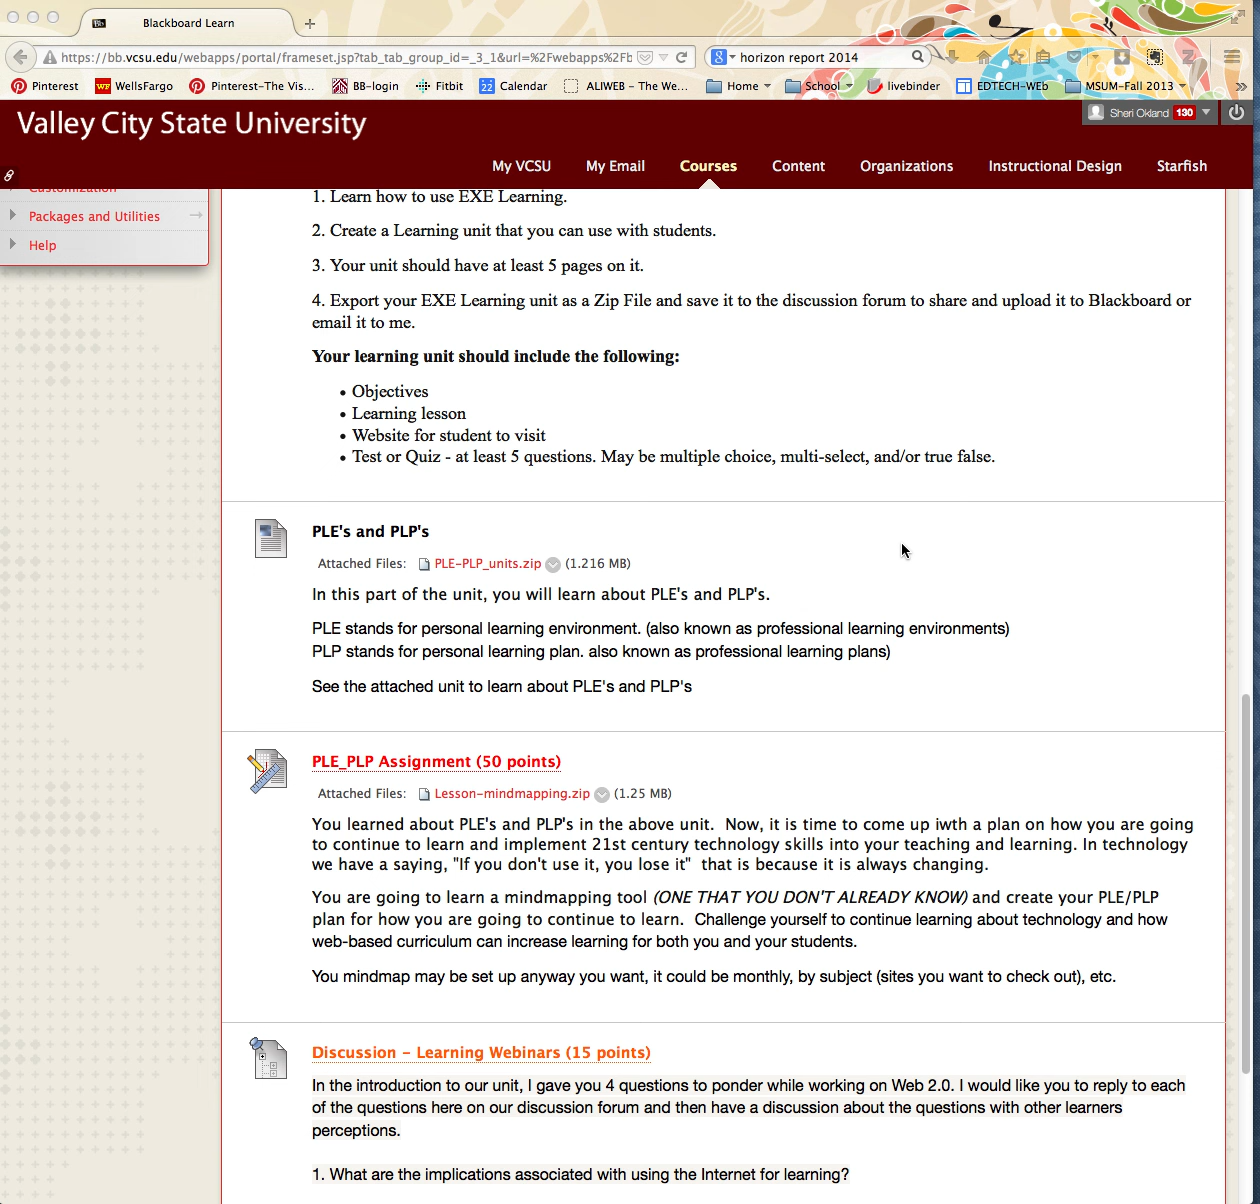 Blackboard Learn
https://bb.vcsu.edu/webapps/portal/frameset.jsp?tab_tab_group_id=_3_1&url=%2Fwebapps%2Fb
horizon report 2014
Pinterest WellsFargo Pinterest-The Vis... BB-login Fitbit 22 Calendar ALIWEB - The We... Home School livebinder EDTECH-WEb MSUM-Fall 2013 »
Valley City State University
Sheri Okland 130
My VCSU My Email Courses Content Organizations Instructional Design Starfish
Customization
Packages and Utilities
Help
1. Learn how to use EXE Learning.
2. Create a Learning unit that you can use with students.
3. Your unit should have at least 5 pages on it.
4. Export your EXE Learning unit as a Zip File and save it to the discussion forum to share and upload it to Blackboard or
email it to me.
Your learning unit should include the following:
• Objectives
• Learning lesson
• Website for student to visit
• Test or Quiz - at least 5 questions. May be multiple choice, multi-select, and/or true false.
PLE's and PLP's
Attached Files: PLE-PLP_units.zip (1.216 MB)
In this part of the unit, you will learn about PLE's and PLP's.
PLE stands for personal learning environment. (also known as professional learning environments)
PLP stands for personal learning plan. also known as professional learning plans)
See the attached unit to learn about PLE's and PLP's
PLE_PLP Assignment (50 points)
Attached Files: Lesson-mindmapping.zip (1.25 MB)
You learned about PLE's and PLP's in the above unit. Now, it is time to come up iwth a plan on how you are going
to continue to learn and implement 21st century technology skills into your teaching and learning. In technology
we have a saying, "If you don't use it, you lose it" that is because it is always changing.
You are going to learn a mindmapping tool (ONE THAT YOU DON'T ALREADY KNOW) and create your PLE/PLP
plan for how you are going to continue to learn. Challenge yourself to continue learning about technology and how
web-based curriculum can increase learning for both you and your students.
You mindmap may be set up anyway you want, it could be monthly, by subject (sites you want to check out), etc.
Discussion - Learning Webinars (15 points)
In the introduction to our unit, I gave you 4 questions to ponder while working on Web 2.0. I would like you to reply to each
of the questions here on our discussion forum and then have a discussion about the questions with other learners
perceptions.
1. What are the implications associated with using the Internet for learning?